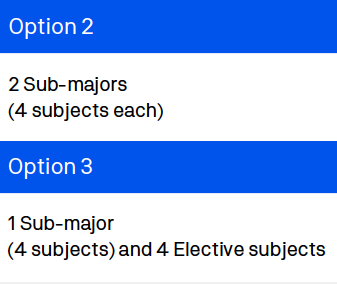 Option 2
2 Sub-majors
(4 subjects each)
Option 3
1 Sub-major
(4 subjects) and 4 Elective subjects